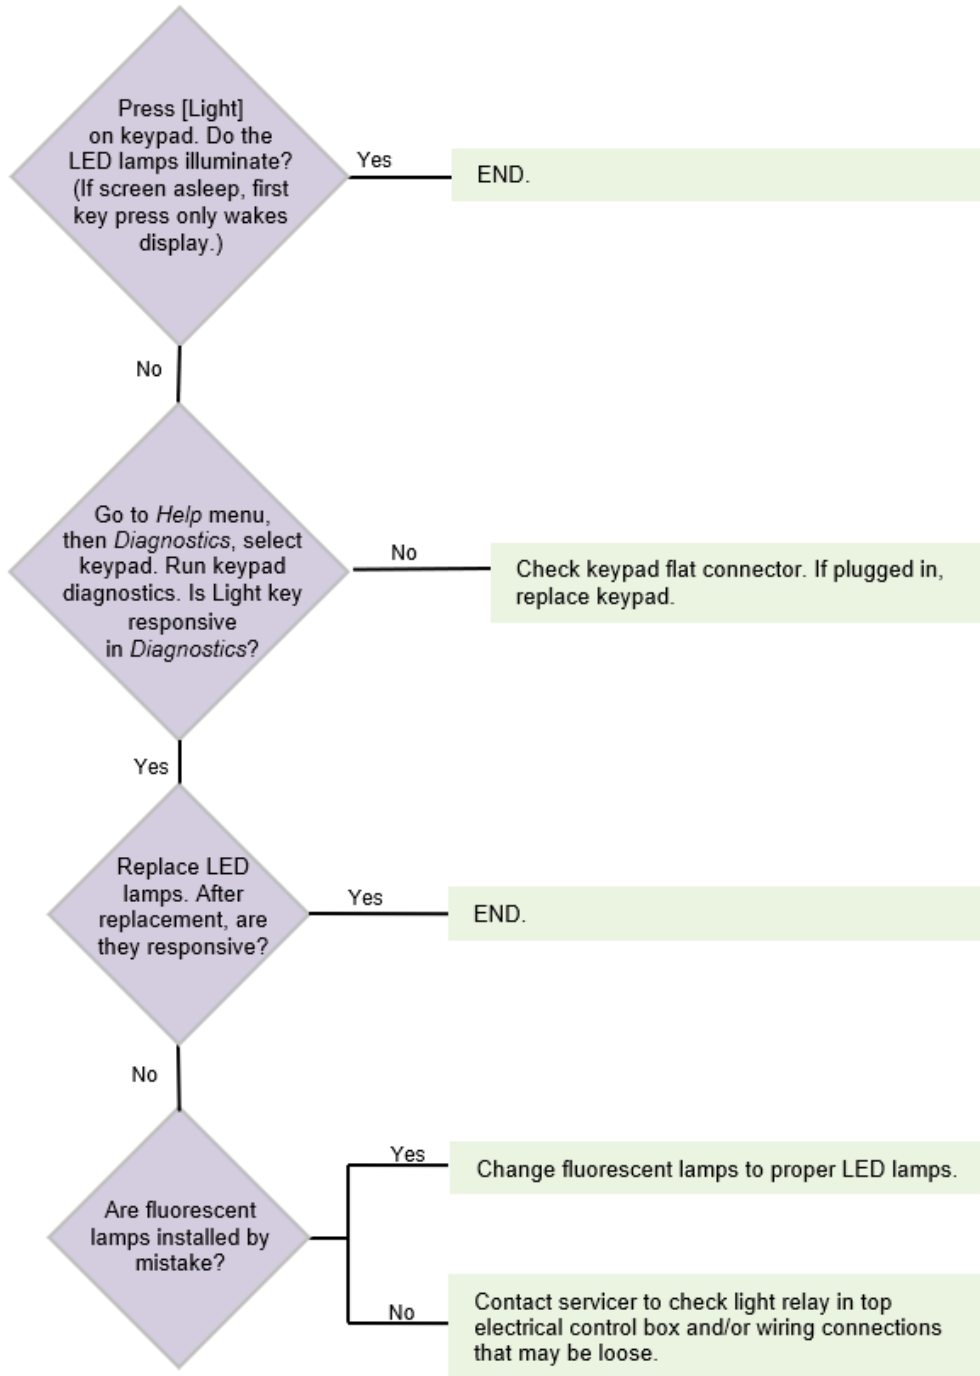 Press [Light]
on keypad. Do the
LED lamps illuminate?
(If screen asleep, first
key press only wakes
display.)
Yes
END.
No
Go to Help menu,
then Diagnostics, select
keypad. Run keypad
diagnostics. Is Light key
responsive
in Diagnostics?
No
Check keypad flat connector. If plugged in,
replace keypad.
Yes
Replace LED
lamps. After
replacement, are
they responsive?
Yes
END.
No
Are fluorescent
lamps installed by
mistake?
Yes
Change fluorescent lamps to proper LED lamps.
No
Contact servicer to check light relay in top
electrical control box and/or wiring connections
that may be loose.